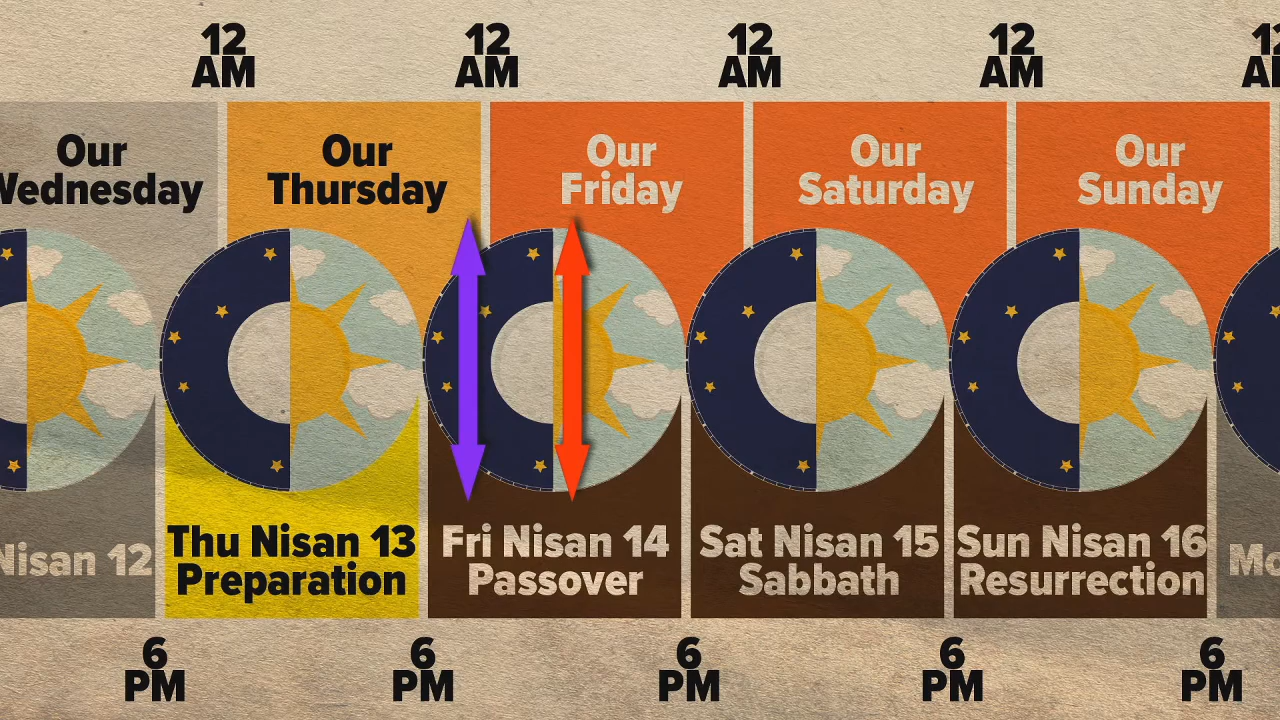 12
AM
12
AM
12
AM
12
AM
12
Our
Wednesday
Our
Thursday
Our
Friday
Our
Saturday
Our
Sunday
Nisan 12
Thu Nisan 13
Preparation
Fri Nisan 14
Passover
Sat Nisan 15
Sabbath
Sun Nisan 16
Resurrection
6
PM
6
PM
6
PM
6
PM
6
PM